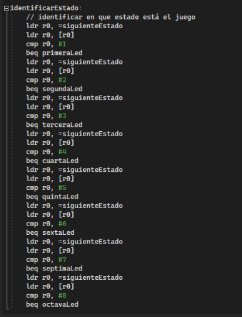 identificarEstado:
// identificar en que estado está el juego
ldr r0, =siguienteEstado
ldr r0, [r0]
cmp r0, #1
beq primeraLed
ldr r0, =siguienteEstado
ldr r0, [r0]
cmp r0, #2
beq segundaLed
ldr r0, =siguienteEstado
ldr r0, [r0]
cmp r0, #3
beq terceraLed
ldr r0, =siguienteEstado
ldr r0, [r0]
cmp r0, #4
beq cuartaLed
ldr r0, =siguienteEstado
ldr r0, [r0]
cmp r0, #5
beq quintaLed
ldr r0, =siguienteEstado
ldr r0, [r0]
cmp r0, #6
beq sextaLed
ldr r0, =siguienteEstado
ldr r0, [r0]
cmp r0, #7
beq septimaLed
ldr r0, =siguienteEstado
ldr r0, [r0]
cmp r0, #8
beq octavaLed